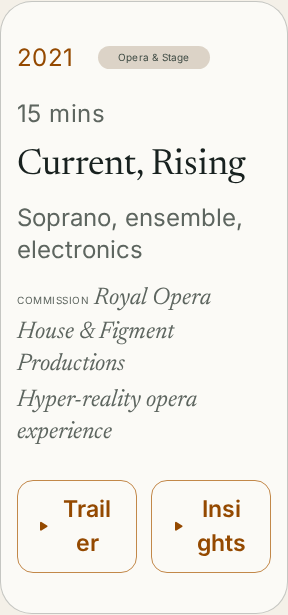 2021 Opera & Stage
15 mins
Current, Rising
Soprano, ensemble,
electronics
COMMISSION Royal Opera
House & Figment
Productions
Hyper-reality opera
experience
Trail
er
Insi
ghts